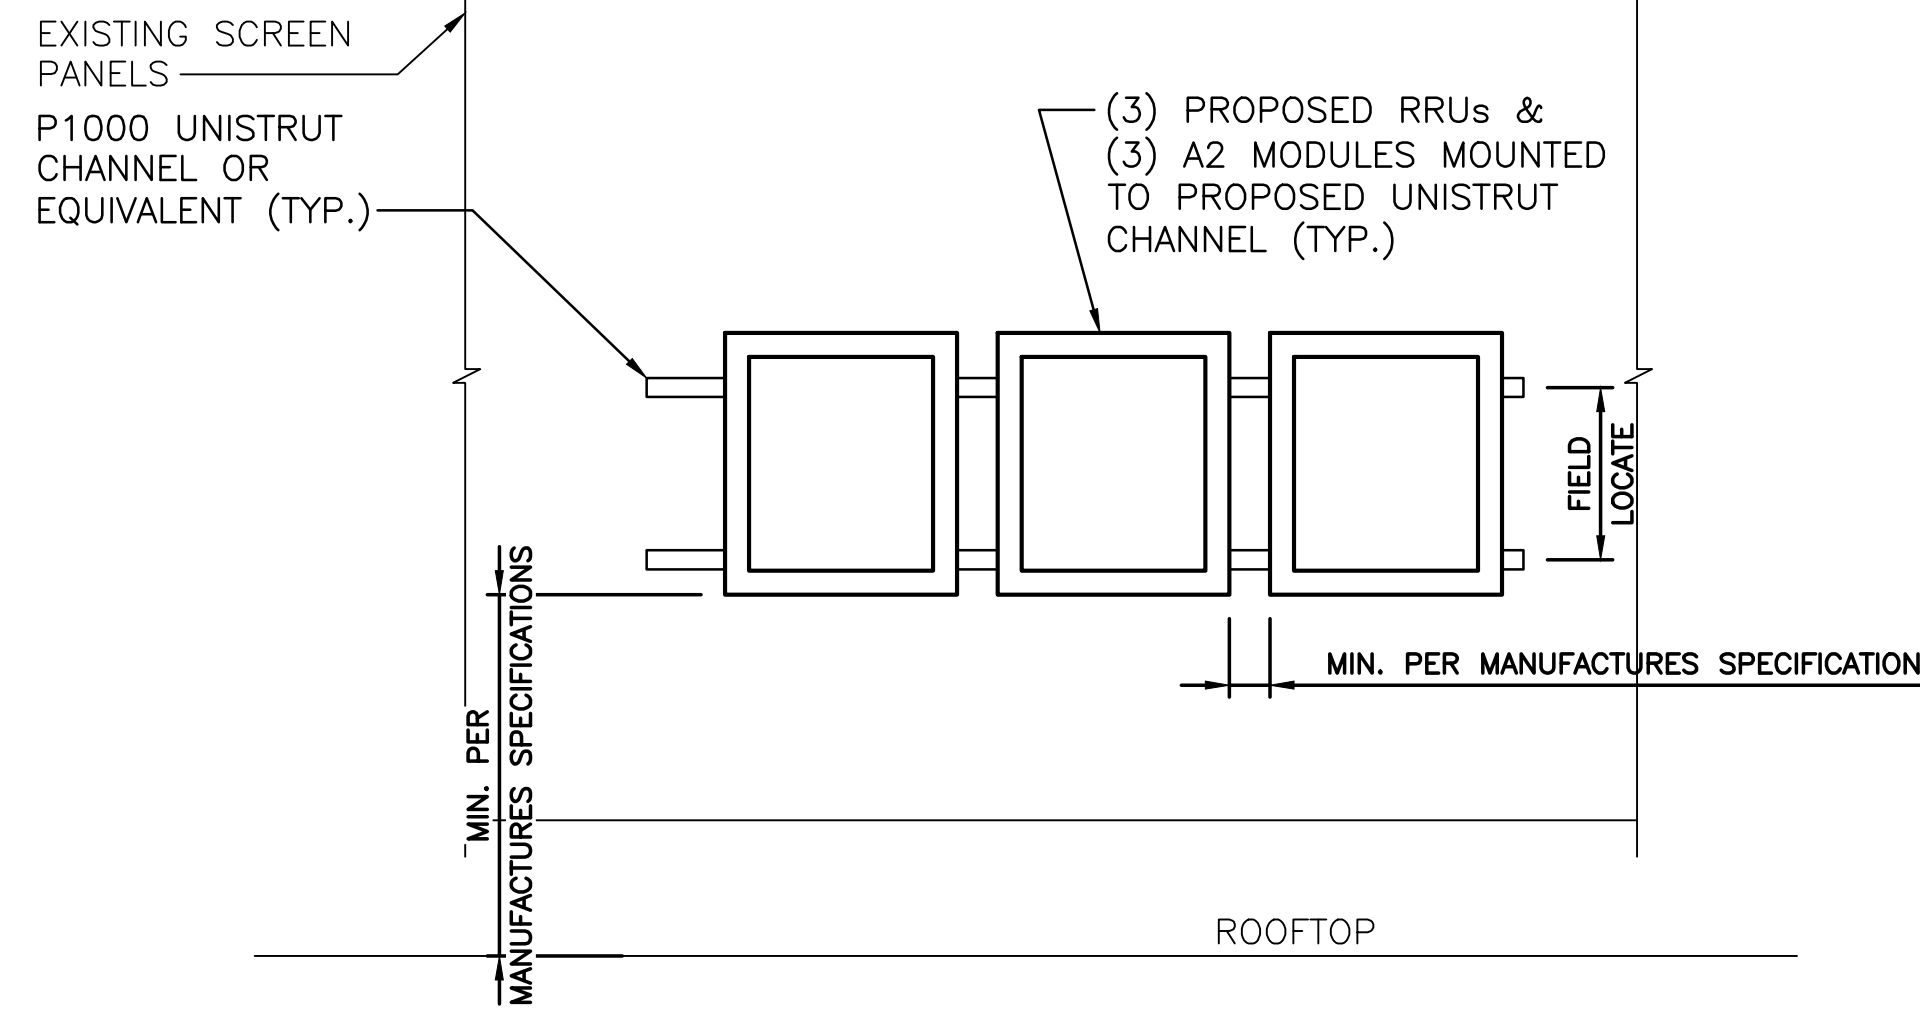 EXISTING SCREEN
PANELS
P1000 UNISTRUT
CHANNEL OR
EQUIVALENT (TYP.)
(3) PROPOSED RRUs &
(3) A2 MODULES MOUNTED
TO PROPOSED UNISTRUT
CHANNEL (TYP.)
FIELD
LOCATE
MIN. PER MANUFACTURES SPECIFICATION
MIN. PER
MANUFACTURES SPECIFICATIONS
ROOFTOP